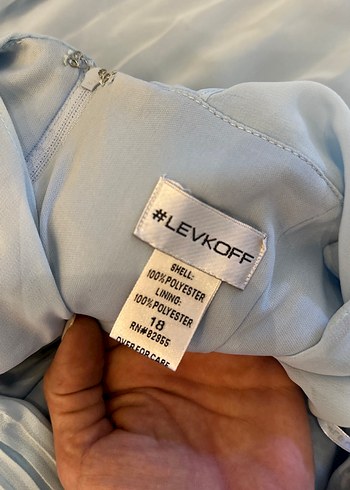 #LEVKOFF
SHELL:
100%POLYESTER
LINING:
100%POLYESTER
18
RN#82955
OVER FOR CARE